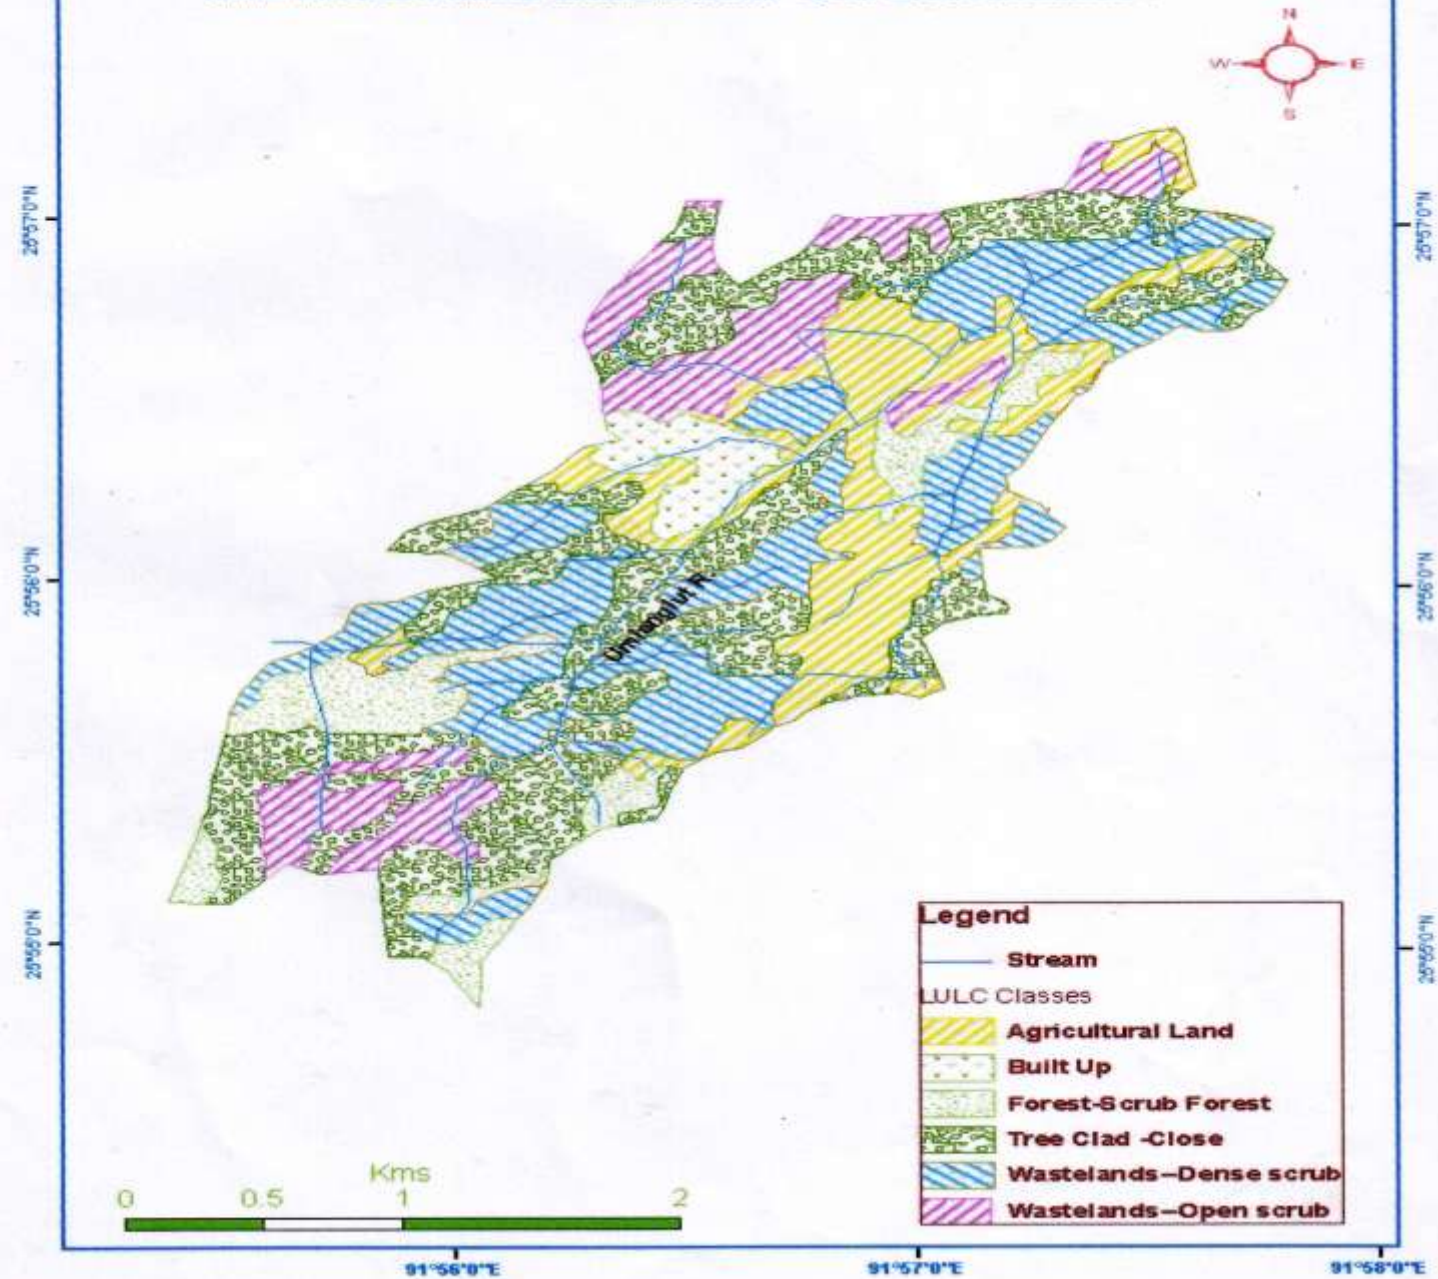 N
W E
S
25°57'0"N
25°57'0"N
25°56'0"N
25°56'0"N
25°55'0"N
25°55'0"N
Legend
Stream
LULC Classes
Agricultural Land
Built Up
Forest-Scrub Forest
Tree Clad -Close
Wastelands--Dense scrub
Wastelands--Open scrub
Kms
0 0.5 1 2
91°56'0"E
91°57'0"E
91°58'0"E